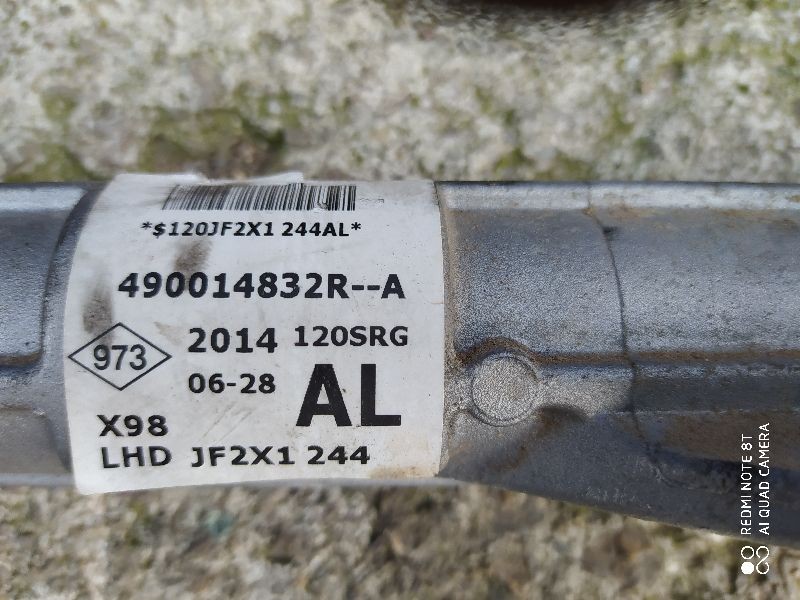 *$120JF2X1 244AL*
490014832R--A
973
2014 120SRG
06-28 AL
X98
LHD JF2X1 244
REDMI NOTE 8T
AI QUAD CAMERA